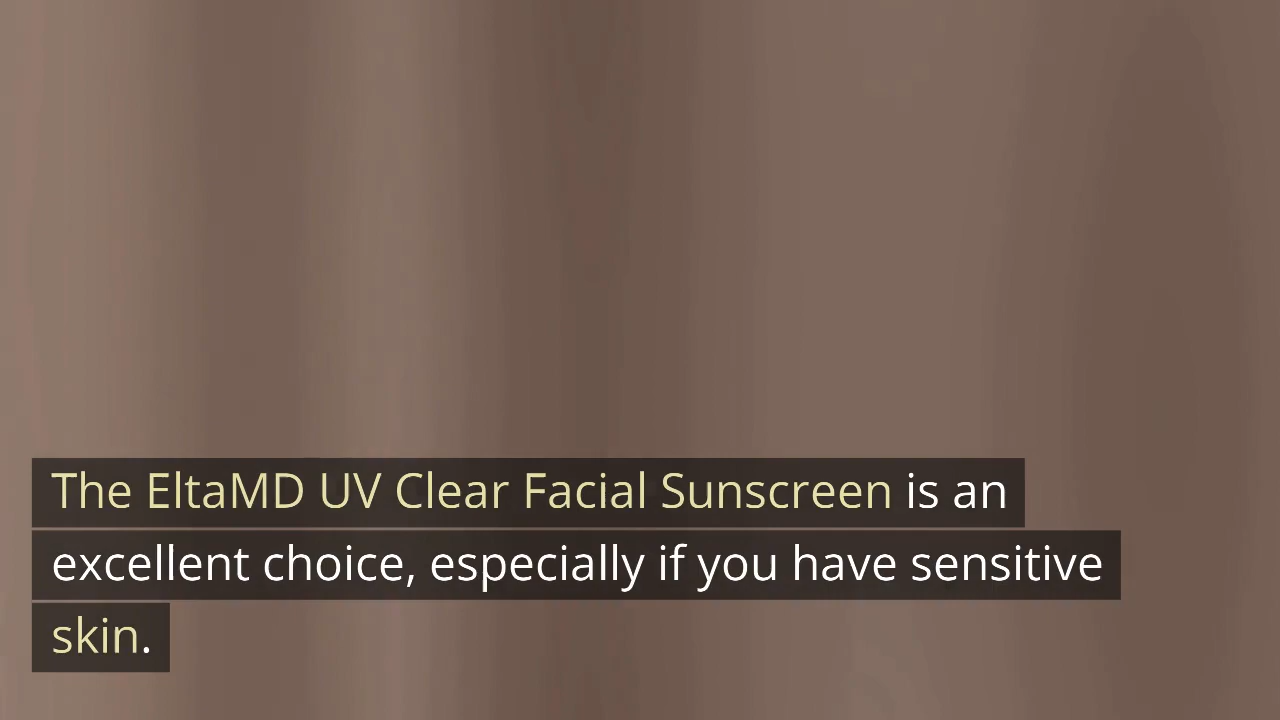 The EltaMD UV Clear Facial Sunscreen is an
excellent choice, especially if you have sensitive
skin.